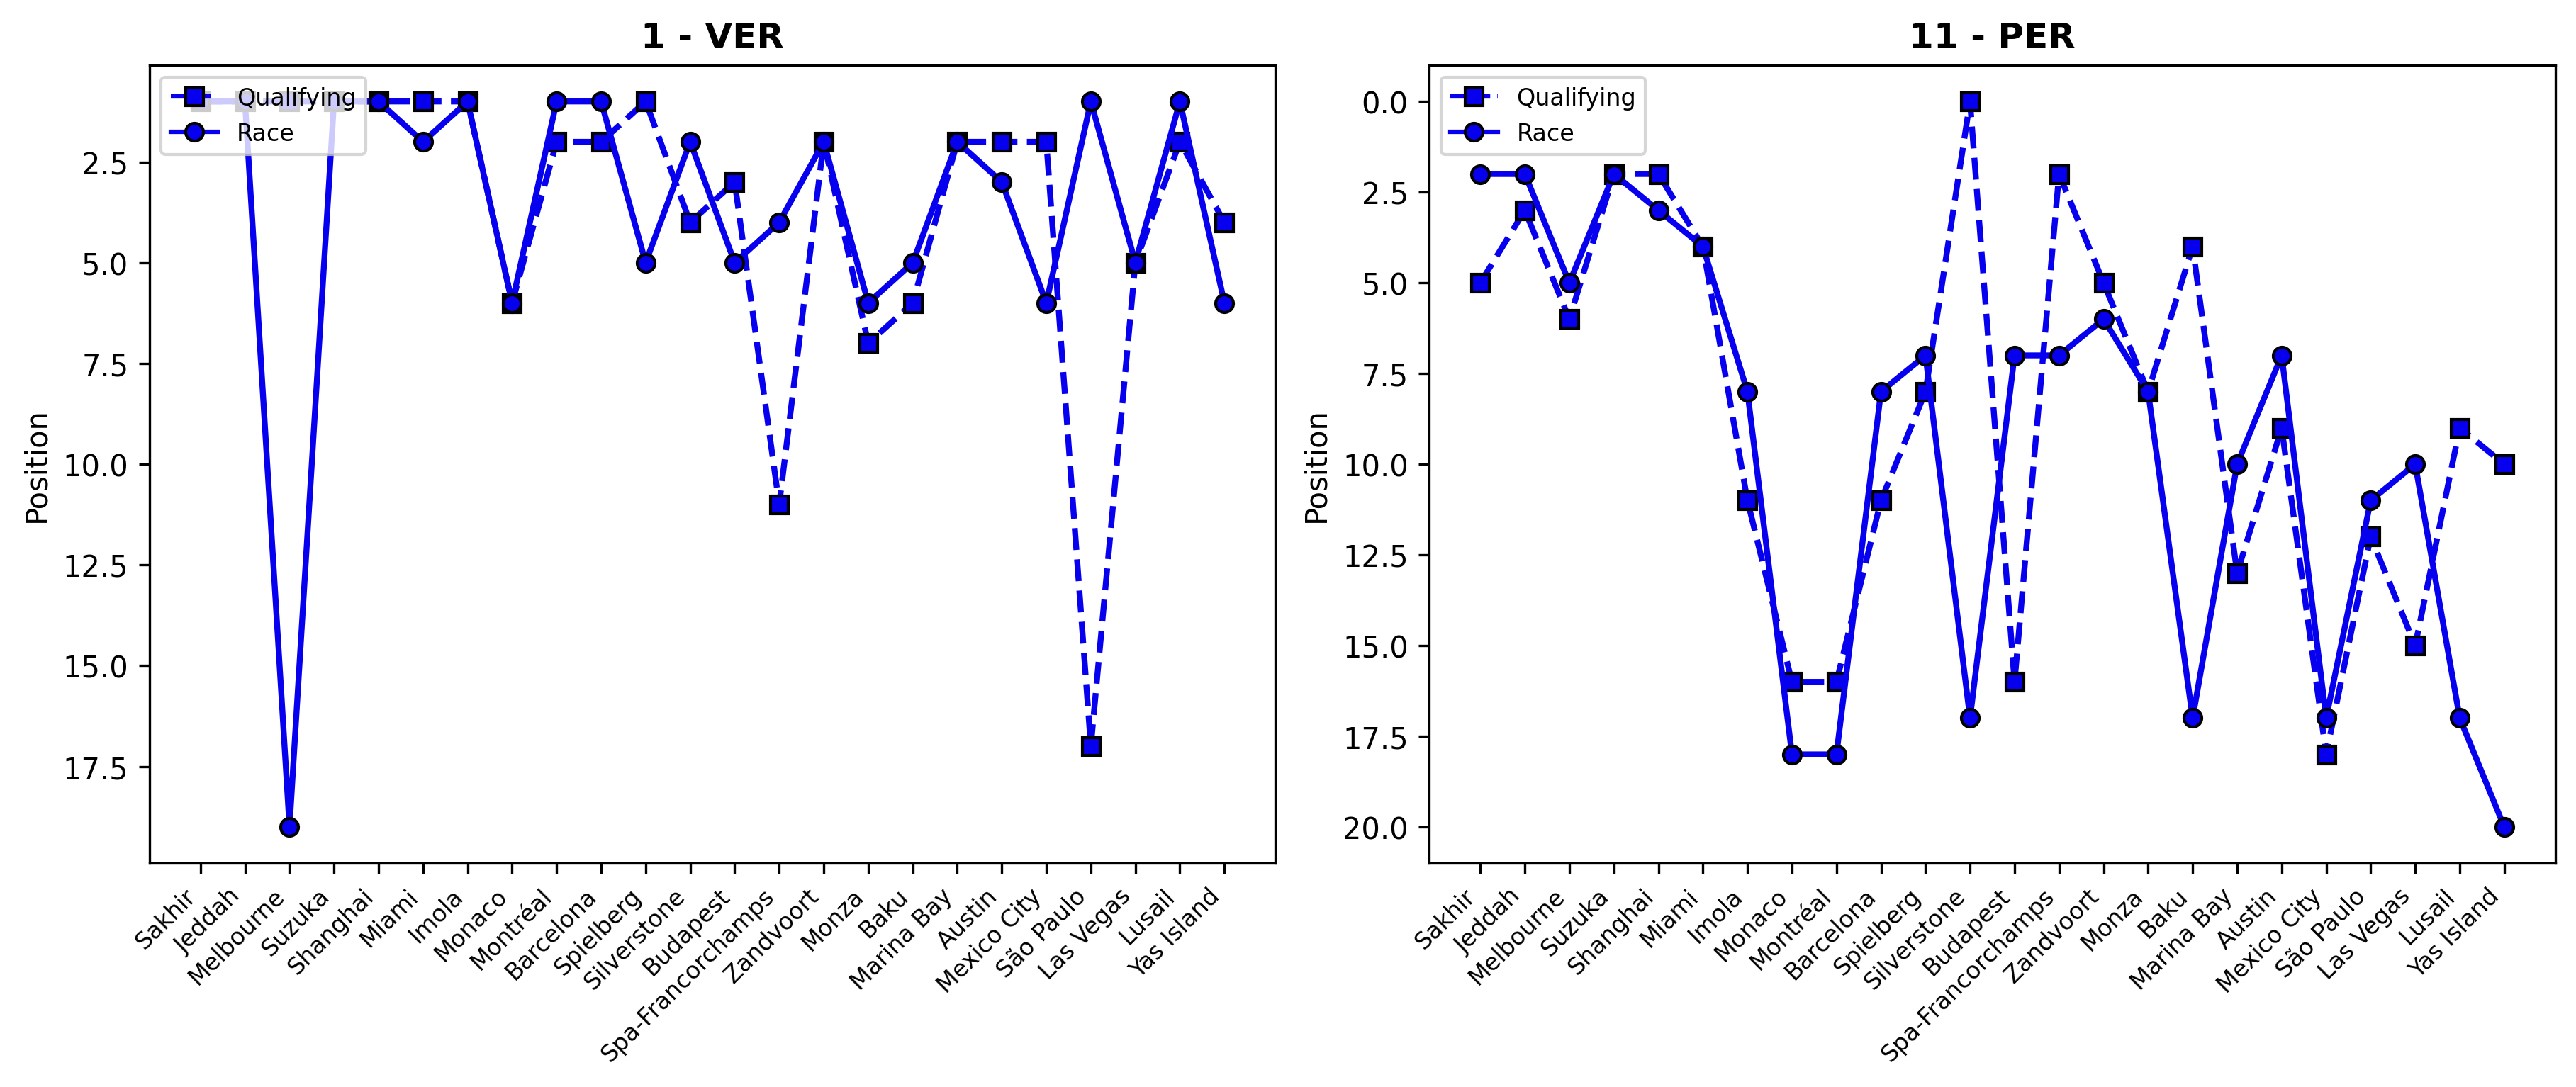 1 - VER
Qualifying
Race
Position
2.5
5.0
7.5
10.0
12.5
15.0
17.5
Sakhir
Jeddah
Melbourne
Suzuka
Shanghai
Miami
Imola
Monaco
Montréal
Barcelona
Spielberg
Silverstone
Budapest
Spa-Francorchamps
Zandvoort
Monza
Baku
Marina Bay
Austin
Mexico City
São Paulo
Las Vegas
Lusail
Yas Island
11 - PER
Qualifying
Race
Position
0.0
2.5
5.0
7.5
10.0
12.5
15.0
17.5
20.0
Sakhir
Jeddah
Melbourne
Suzuka
Shanghai
Miami
Imola
Monaco
Montréal
Barcelona
Spielberg
Silverstone
Budapest
Spa-Francorchamps
Zandvoort
Monza
Baku
Marina Bay
Austin
Mexico City
São Paulo
Las Vegas
Lusail
Yas Island